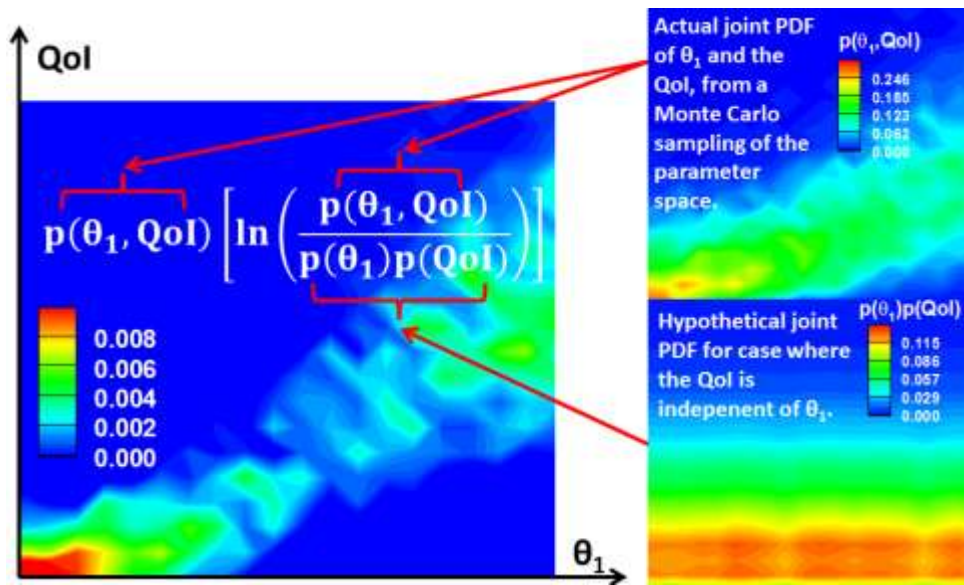 QoI
p(θ₁, QoI) [ln (p(θ₁, QoI) / p(θ₁)p(QoI))]
0.008
0.006
0.004
0.002
0.000
θ₁
Actual joint PDF
of θ₁ and the
QoI, from a
Monte Carlo
sampling of the
parameter
space.
p(θ₁,QoI)
0.246
0.185
0.123
0.062
0.000
Hypothetical joint
PDF for case where
the QoI is
indepenent of θ₁.
p(θ₁)p(QoI)
0.115
0.086
0.057
0.029
0.000